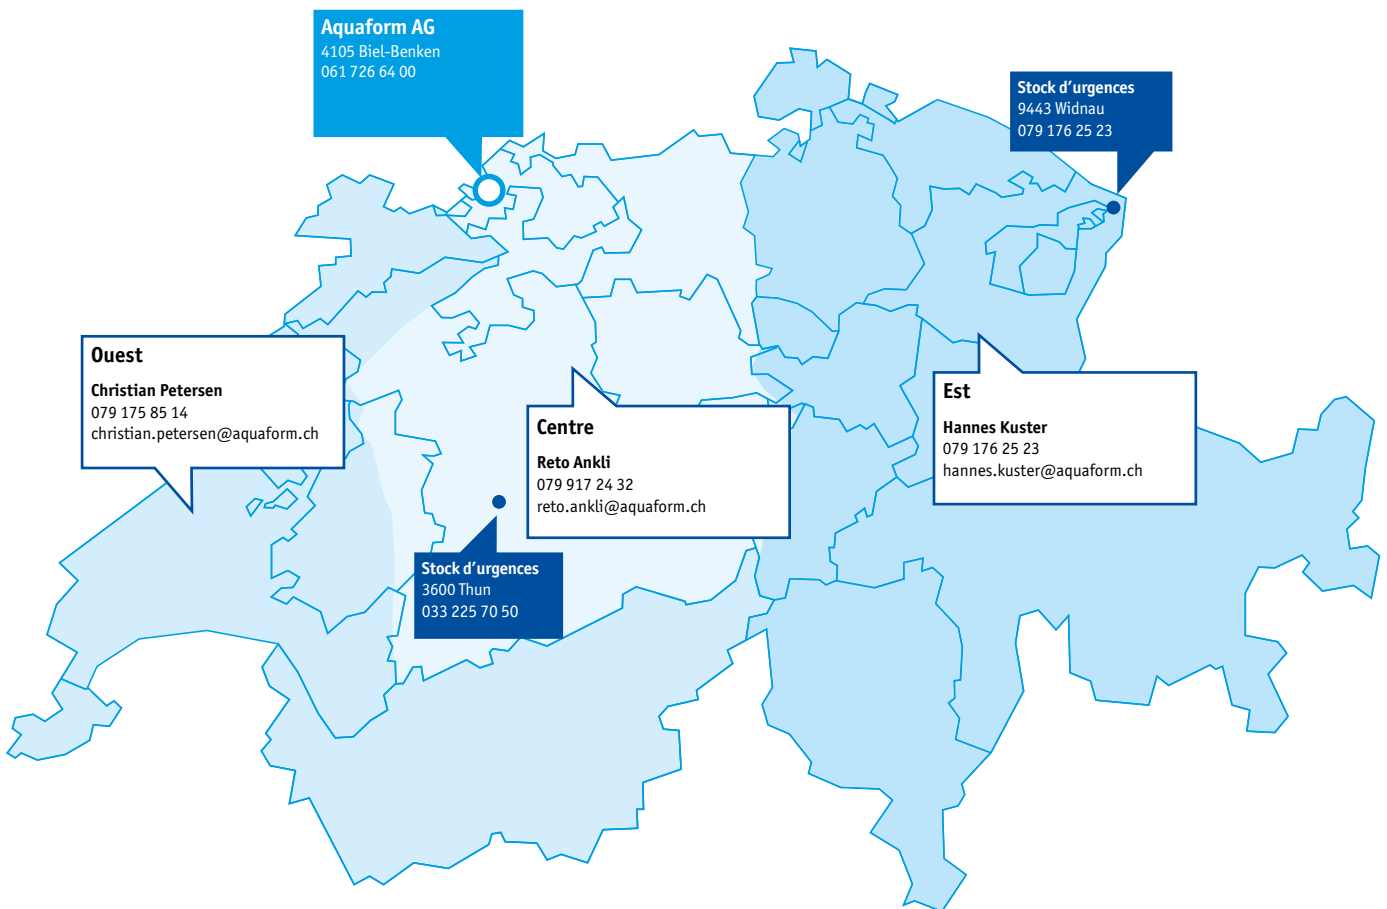 Aquaform AG
4105 Biel-Benken
061 726 64 00
Stock d'urgences
9443 Widnau
079 176 25 23
Ouest
Christian Petersen
079 175 85 14
christian.petersen@aquaform.ch
Centre
Reto Ankli
079 917 24 32
reto.ankli@aquaform.ch
Est
Hannes Kuster
079 176 25 23
hannes.kuster@aquaform.ch
Stock d'urgences
3600 Thun
033 225 70 50